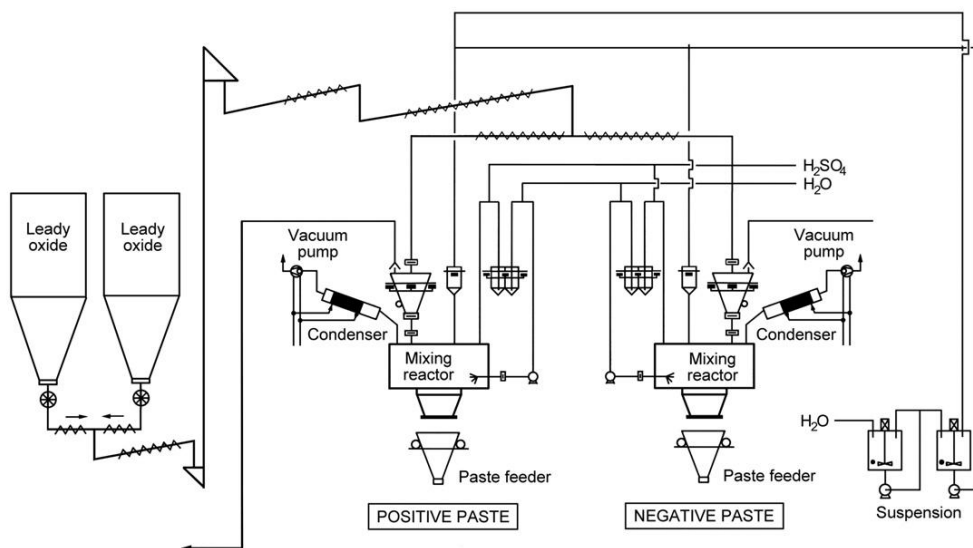 H₂SO₄
H₂O
Leady
oxide
Leady
oxide
Vacuum
pump
Vacuum
pump
Condenser
Condenser
Mixing
reactor
Mixing
reactor
H₂O
Paste feeder
Paste feeder
Suspension
POSITIVE PASTE
NEGATIVE PASTE